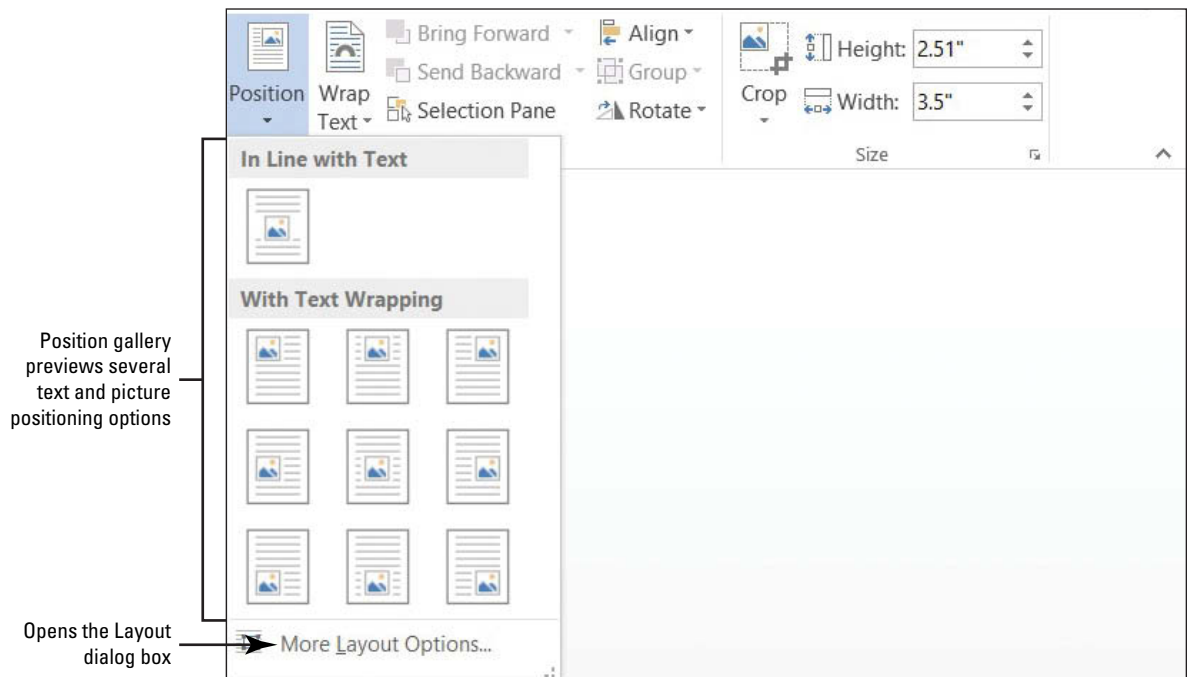 Bring Forward
Align
Height: 2.51"
Send Backward
Group
Position
Wrap
Text
Crop
Width: 3.5"
Selection Pane
Rotate
In Line with Text
Size
With Text Wrapping
Position gallery
previews several
text and picture
positioning options
Opens the Layout
dialog box
More Layout Options...